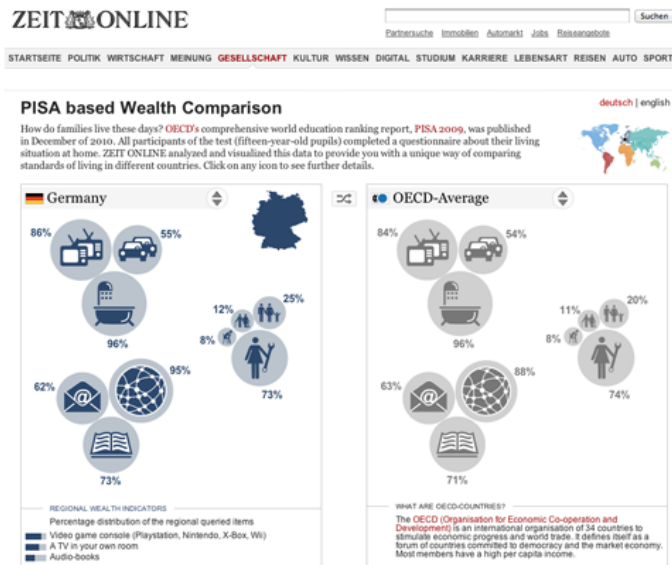 ZEIT ONLINE
Suchen
Partnersuche Immobilien Automarkt Jobs Reiseangebote
STARTSEITE POLITIK WIRTSCHAFT MEINUNG GESELLSCHAFT KULTUR WISSEN DIGITAL STUDIUM KARRIERE LEBENSART REISEN AUTO SPORT
deutsch | english
PISA based Wealth Comparison
How do families live these days? OECD's comprehensive world education ranking report, PISA 2009, was published
in December of 2010. All participants of the test (fifteen-year-old pupils) completed a questionnaire about their living
situation at home. ZEIT ONLINE analyzed and visualized this data to provide you with a unique way of comparing
standards of living in different countries. Click on any icon to see further details.
Germany
86%
55%
96%
12%
25%
8%
73%
62%
@
95%
73%
REGIONAL WEALTH INDICATORS
Percentage distribution of the regional queried items
Video game console (Playstation, Nintendo, X-Box, Wii)
A TV in your own room
Audio-books
OECD-Average
84%
54%
96%
11%
20%
8%
74%
63%
@
88%
71%
WHAT ARE OECD-COUNTRIES?
The OECD (Organisation for Economic Co-operation and
Development) is an international organisation of 34 countries to
stimulate economic progress and world trade. It defines itself as a
forum of countries committed to democracy and the market economy.
Most members have a high per capita income.